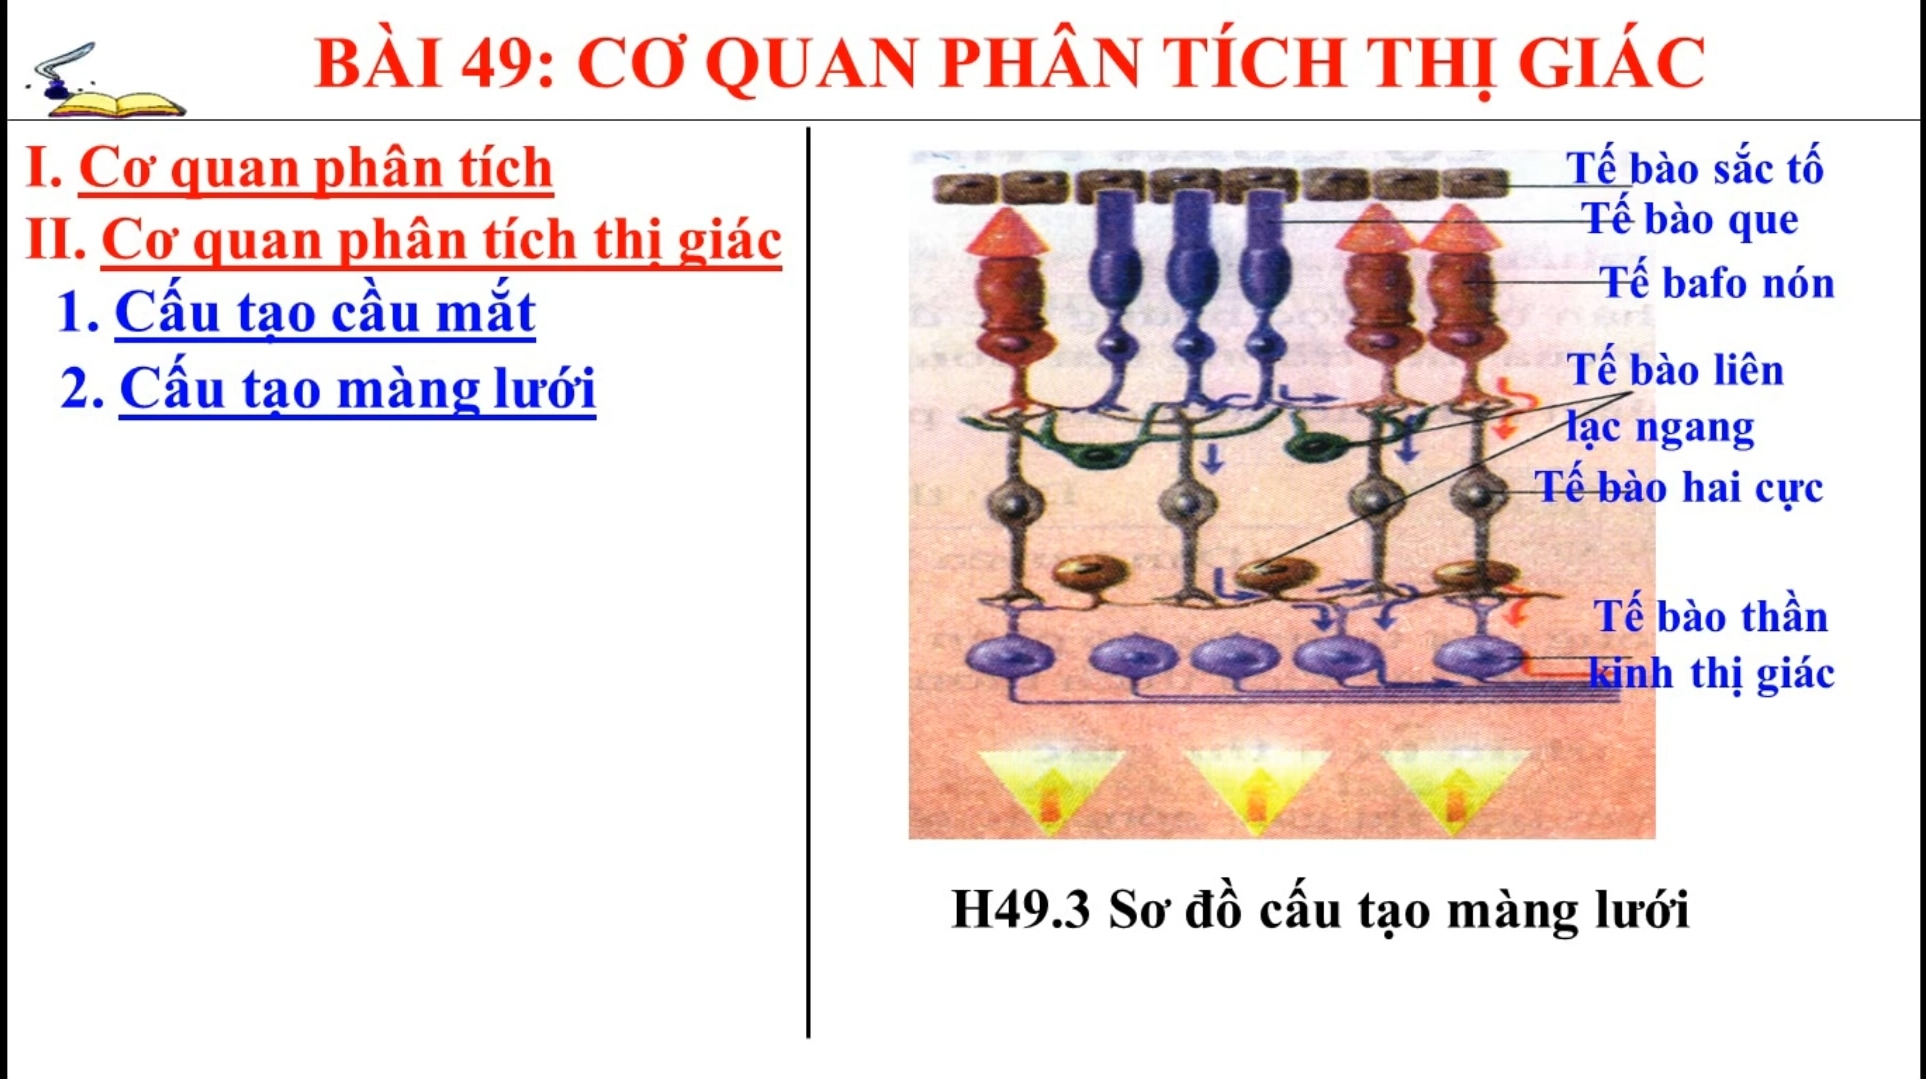 BÀI 49: CƠ QUAN PHÂN TÍCH THỊ GIÁC
I. Cơ quan phân tích
II. Cơ quan phân tích thị giác
1. Cấu tạo cầu mắt
2. Cấu tạo màng lưới
Tế bào sắc tố
Tế bào que
Tế bafo nón
Tế bào liên
lạc ngang
Tế bào hai cực
Tế bào thần
kinh thị giác
H49.3 Sơ đồ cấu tạo màng lưới